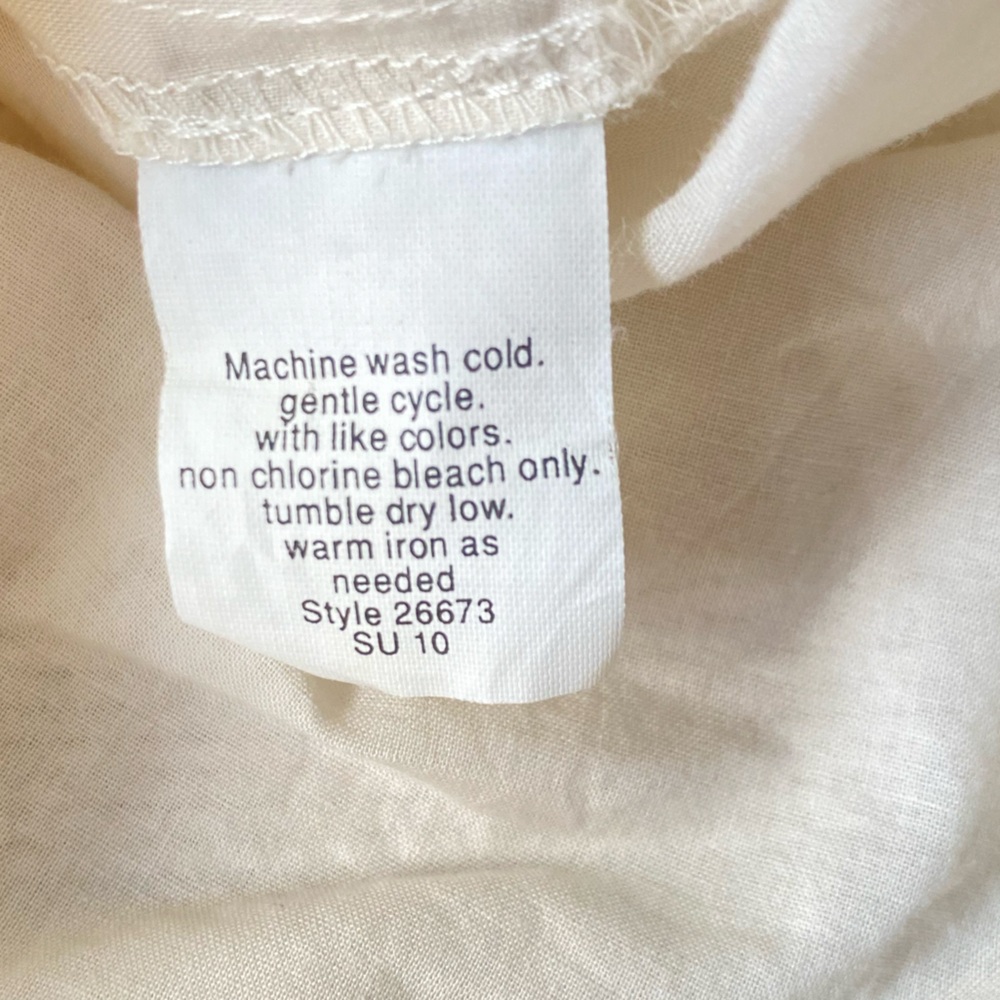 Machine wash cold.
gentle cycle.
with like colors.
non chlorine bleach only.
tumble dry low.
warm iron as
needed
Style 26673
SU 10